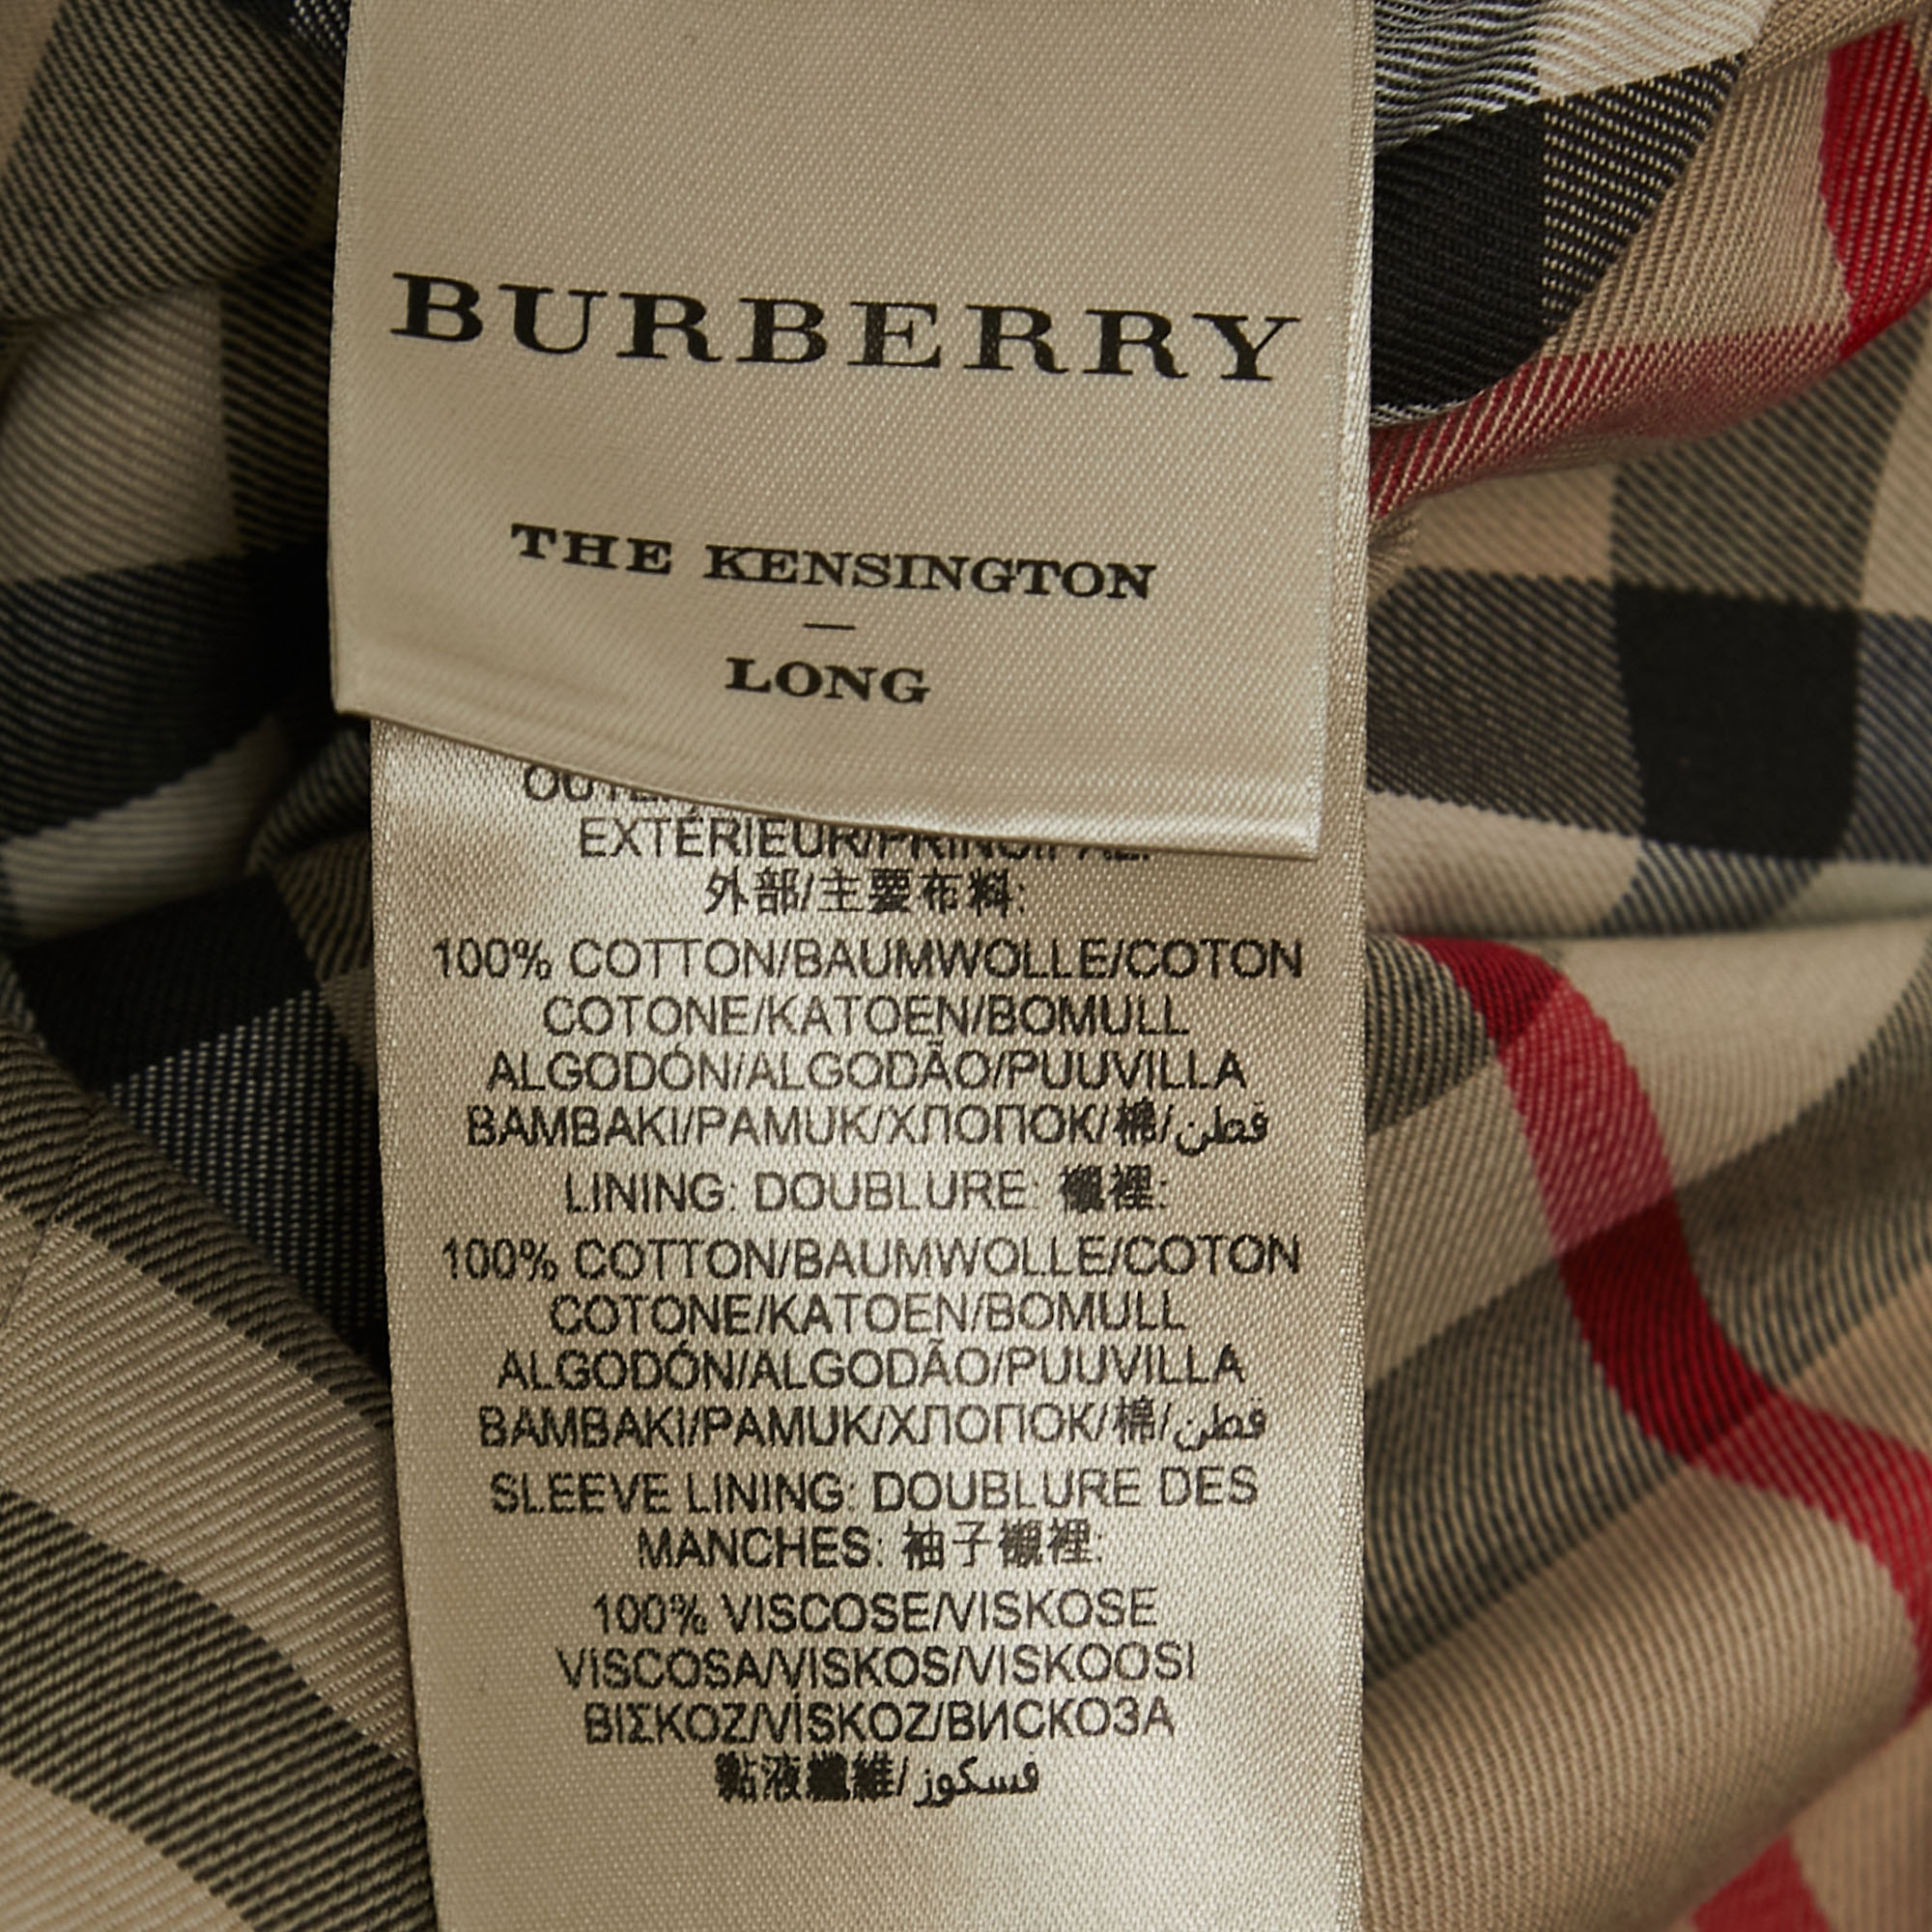 BURBERRY
THE KENSINGTON
—
LONG
EXTÉRIEUR/PRINCIPAL:
外部/主要布料:
100% COTTON/BAUMWOLLE/COTON
COTONE/KATOEN/BOMULL
ALGODÓN/ALGODÃO/PUUVILLA
BAMBAKI/PAMUK/ХЛОПОК/棉/قطن
LINING: DOUBLURE: 襯裡:
100% COTTON/BAUMWOLLE/COTON
COTONE/KATOEN/BOMULL
ALGODÓN/ALGODÃO/PUUVILLA
BAMBAKI/PAMUK/ХЛОПОК/棉/قطن
SLEEVE LINING: DOUBLURE DES
MANCHES: 袖子襯裡:
100% VISCOSE/VISKOSE
VISCOSA/VISKOS/VISKOOSI
ΒΙΣΚΟΖ/VİSKOZ/ВИСКОЗА
黏液纖維/فسكوز